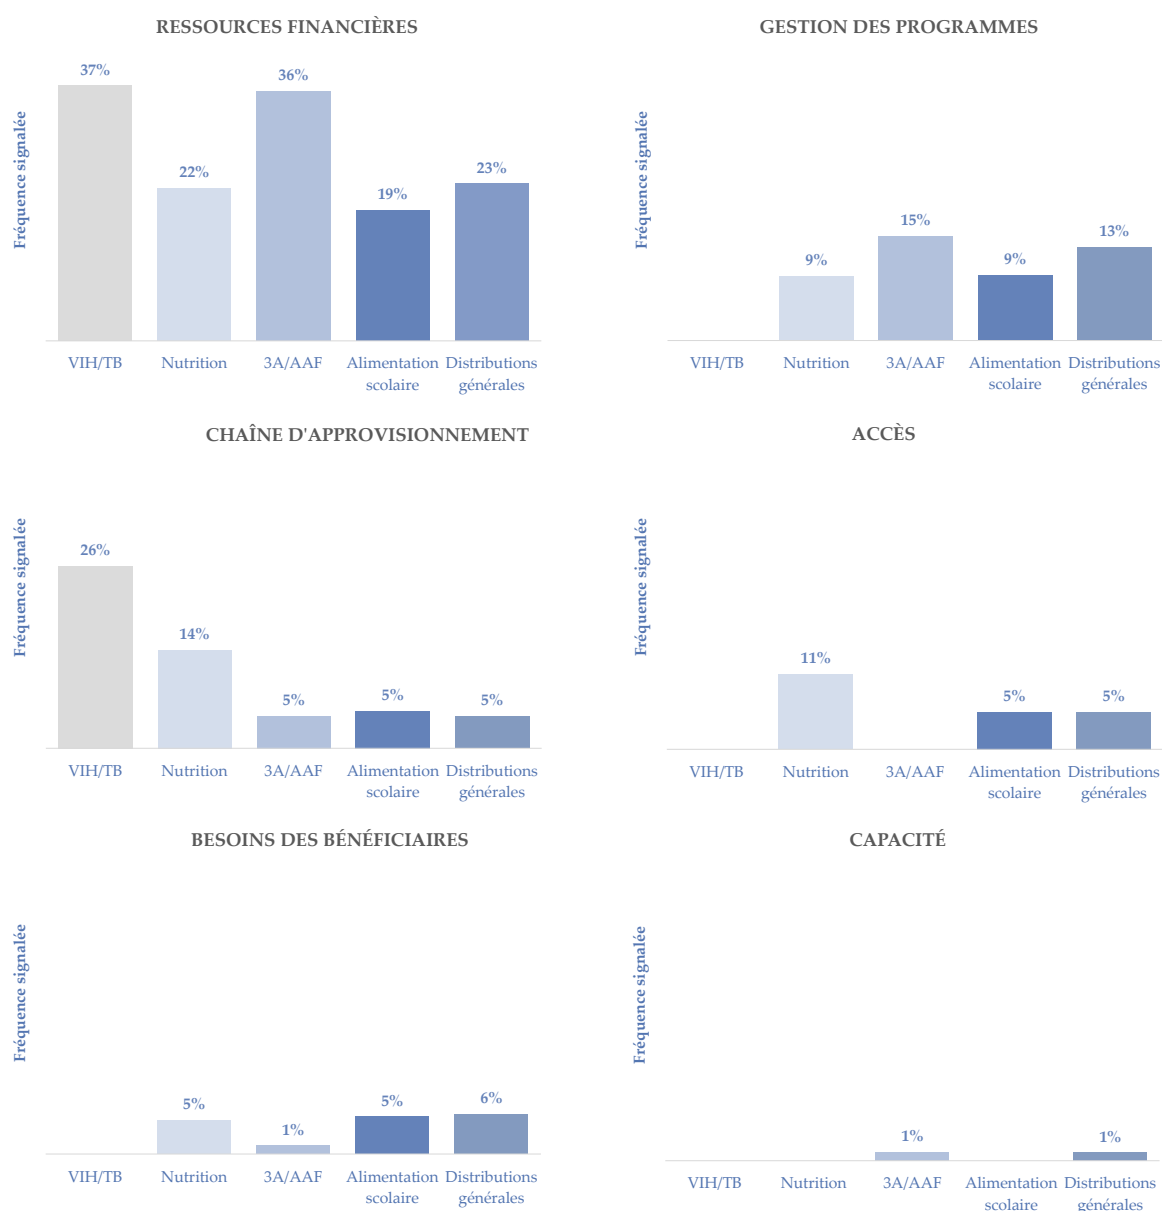 RESSOURCES FINANCIÈRES
Fréquence signalée
37%
22%
36%
19%
23%
VIH/TB
Nutrition
3A/AAF
Alimentation
scolaire
Distributions
générales
GESTION DES PROGRAMMES
Fréquence signalée
9%
15%
9%
13%
VIH/TB
Nutrition
3A/AAF
Alimentation
scolaire
Distributions
générales
CHAÎNE D'APPROVISIONNEMENT
Fréquence signalée
26%
14%
5%
5%
5%
VIH/TB
Nutrition
3A/AAF
Alimentation
scolaire
Distributions
générales
ACCÈS
Fréquence signalée
11%
5%
5%
VIH/TB
Nutrition
3A/AAF
Alimentation
scolaire
Distributions
générales
BESOINS DES BÉNÉFICIAIRES
Fréquence signalée
5%
1%
5%
6%
VIH/TB
Nutrition
3A/AAF
Alimentation
scolaire
Distributions
générales
CAPACITÉ
Fréquence signalée
1%
1%
VIH/TB
Nutrition
3A/AAF
Alimentation
scolaire
Distributions
générales